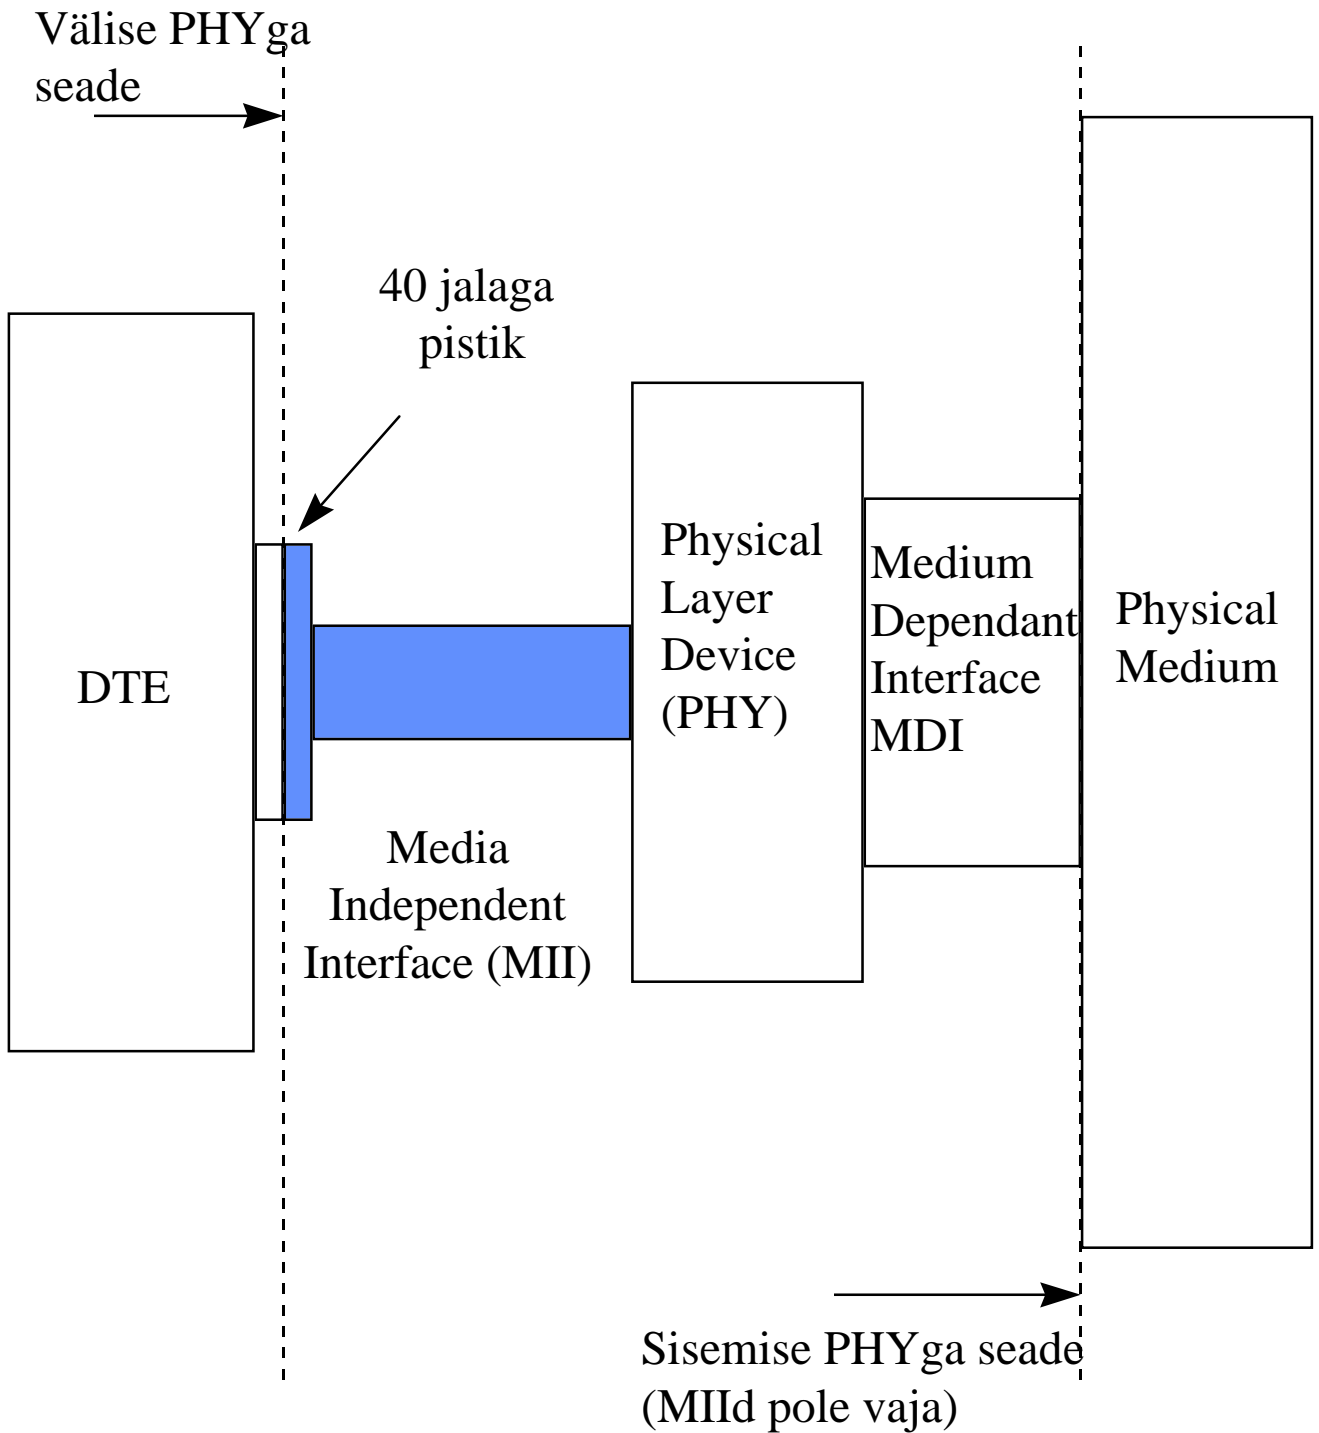 Välise PHYga
seade
40 jalaga
pistik
DTE
Media
Independent
Interface (MII)
Physical
Layer
Device
(PHY)
Medium
Dependant
Interface
MDI
Physical
Medium
Sisemise PHYga seade
(MIId pole vaja)